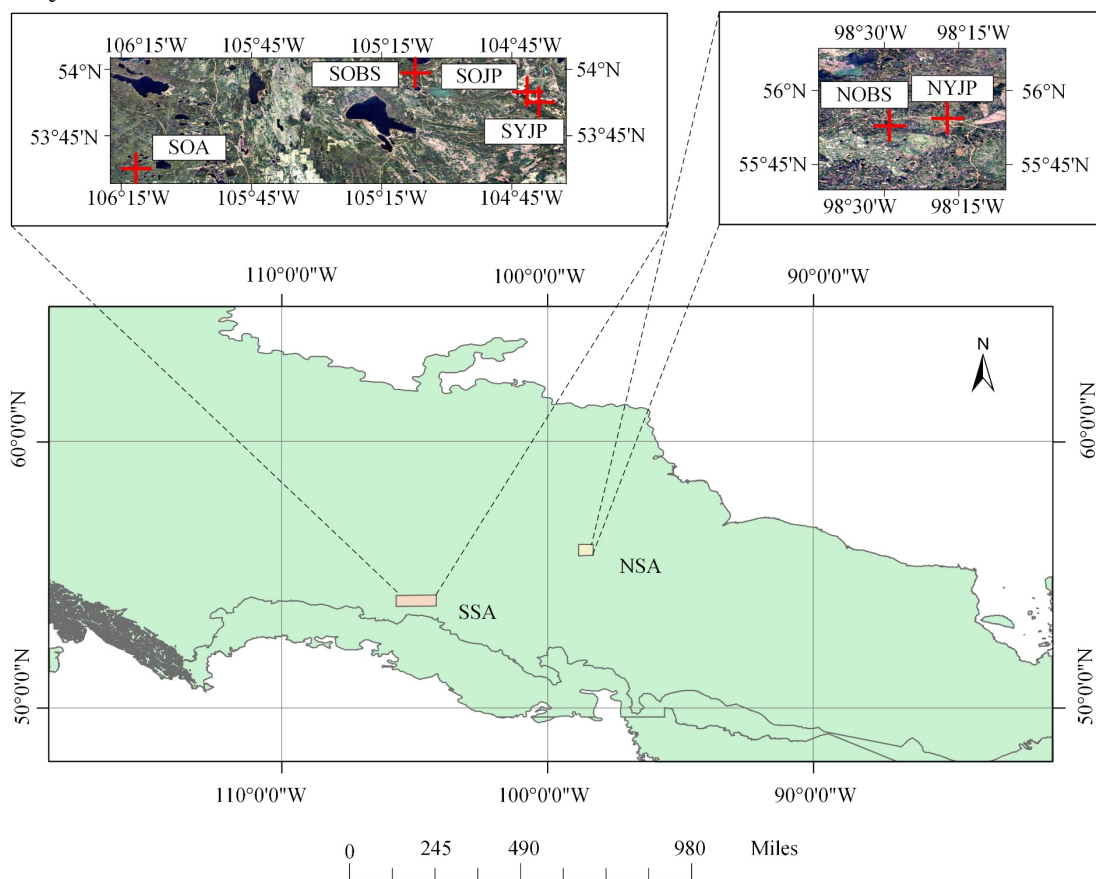 106°15'W 105°45'W 105°15'W 104°45'W
54°N SOBS SOJP 54°N
53°45'N SOA SYJP 53°45'N
106°15'W 105°45'W 105°15'W 104°45'W
98°30'W 98°15'W
56°N NOBS NYJP 56°N
55°45'N 55°45'N
98°30'W 98°15'W
110°0'0"W 100°0'0"W 90°0'0"W
N
60°0'0"N 60°0'0"N
NSA
SSA
50°0'0"N 50°0'0"N
110°0'0"W 100°0'0"W 90°0'0"W
0 245 490 980 Miles